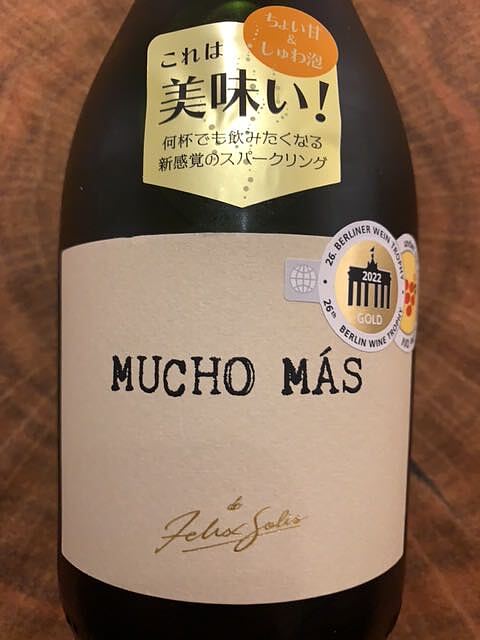 ちょい甘
&
しゅわ泡
これは
美味い!
何杯でも飲みたくなる
新感覚のスパークリング
26. BERLINER WEIN TROPHY
2022
GOLD
26th BERLIN WINE TROPHY
MUCHO MÁS
de
Felix Solis